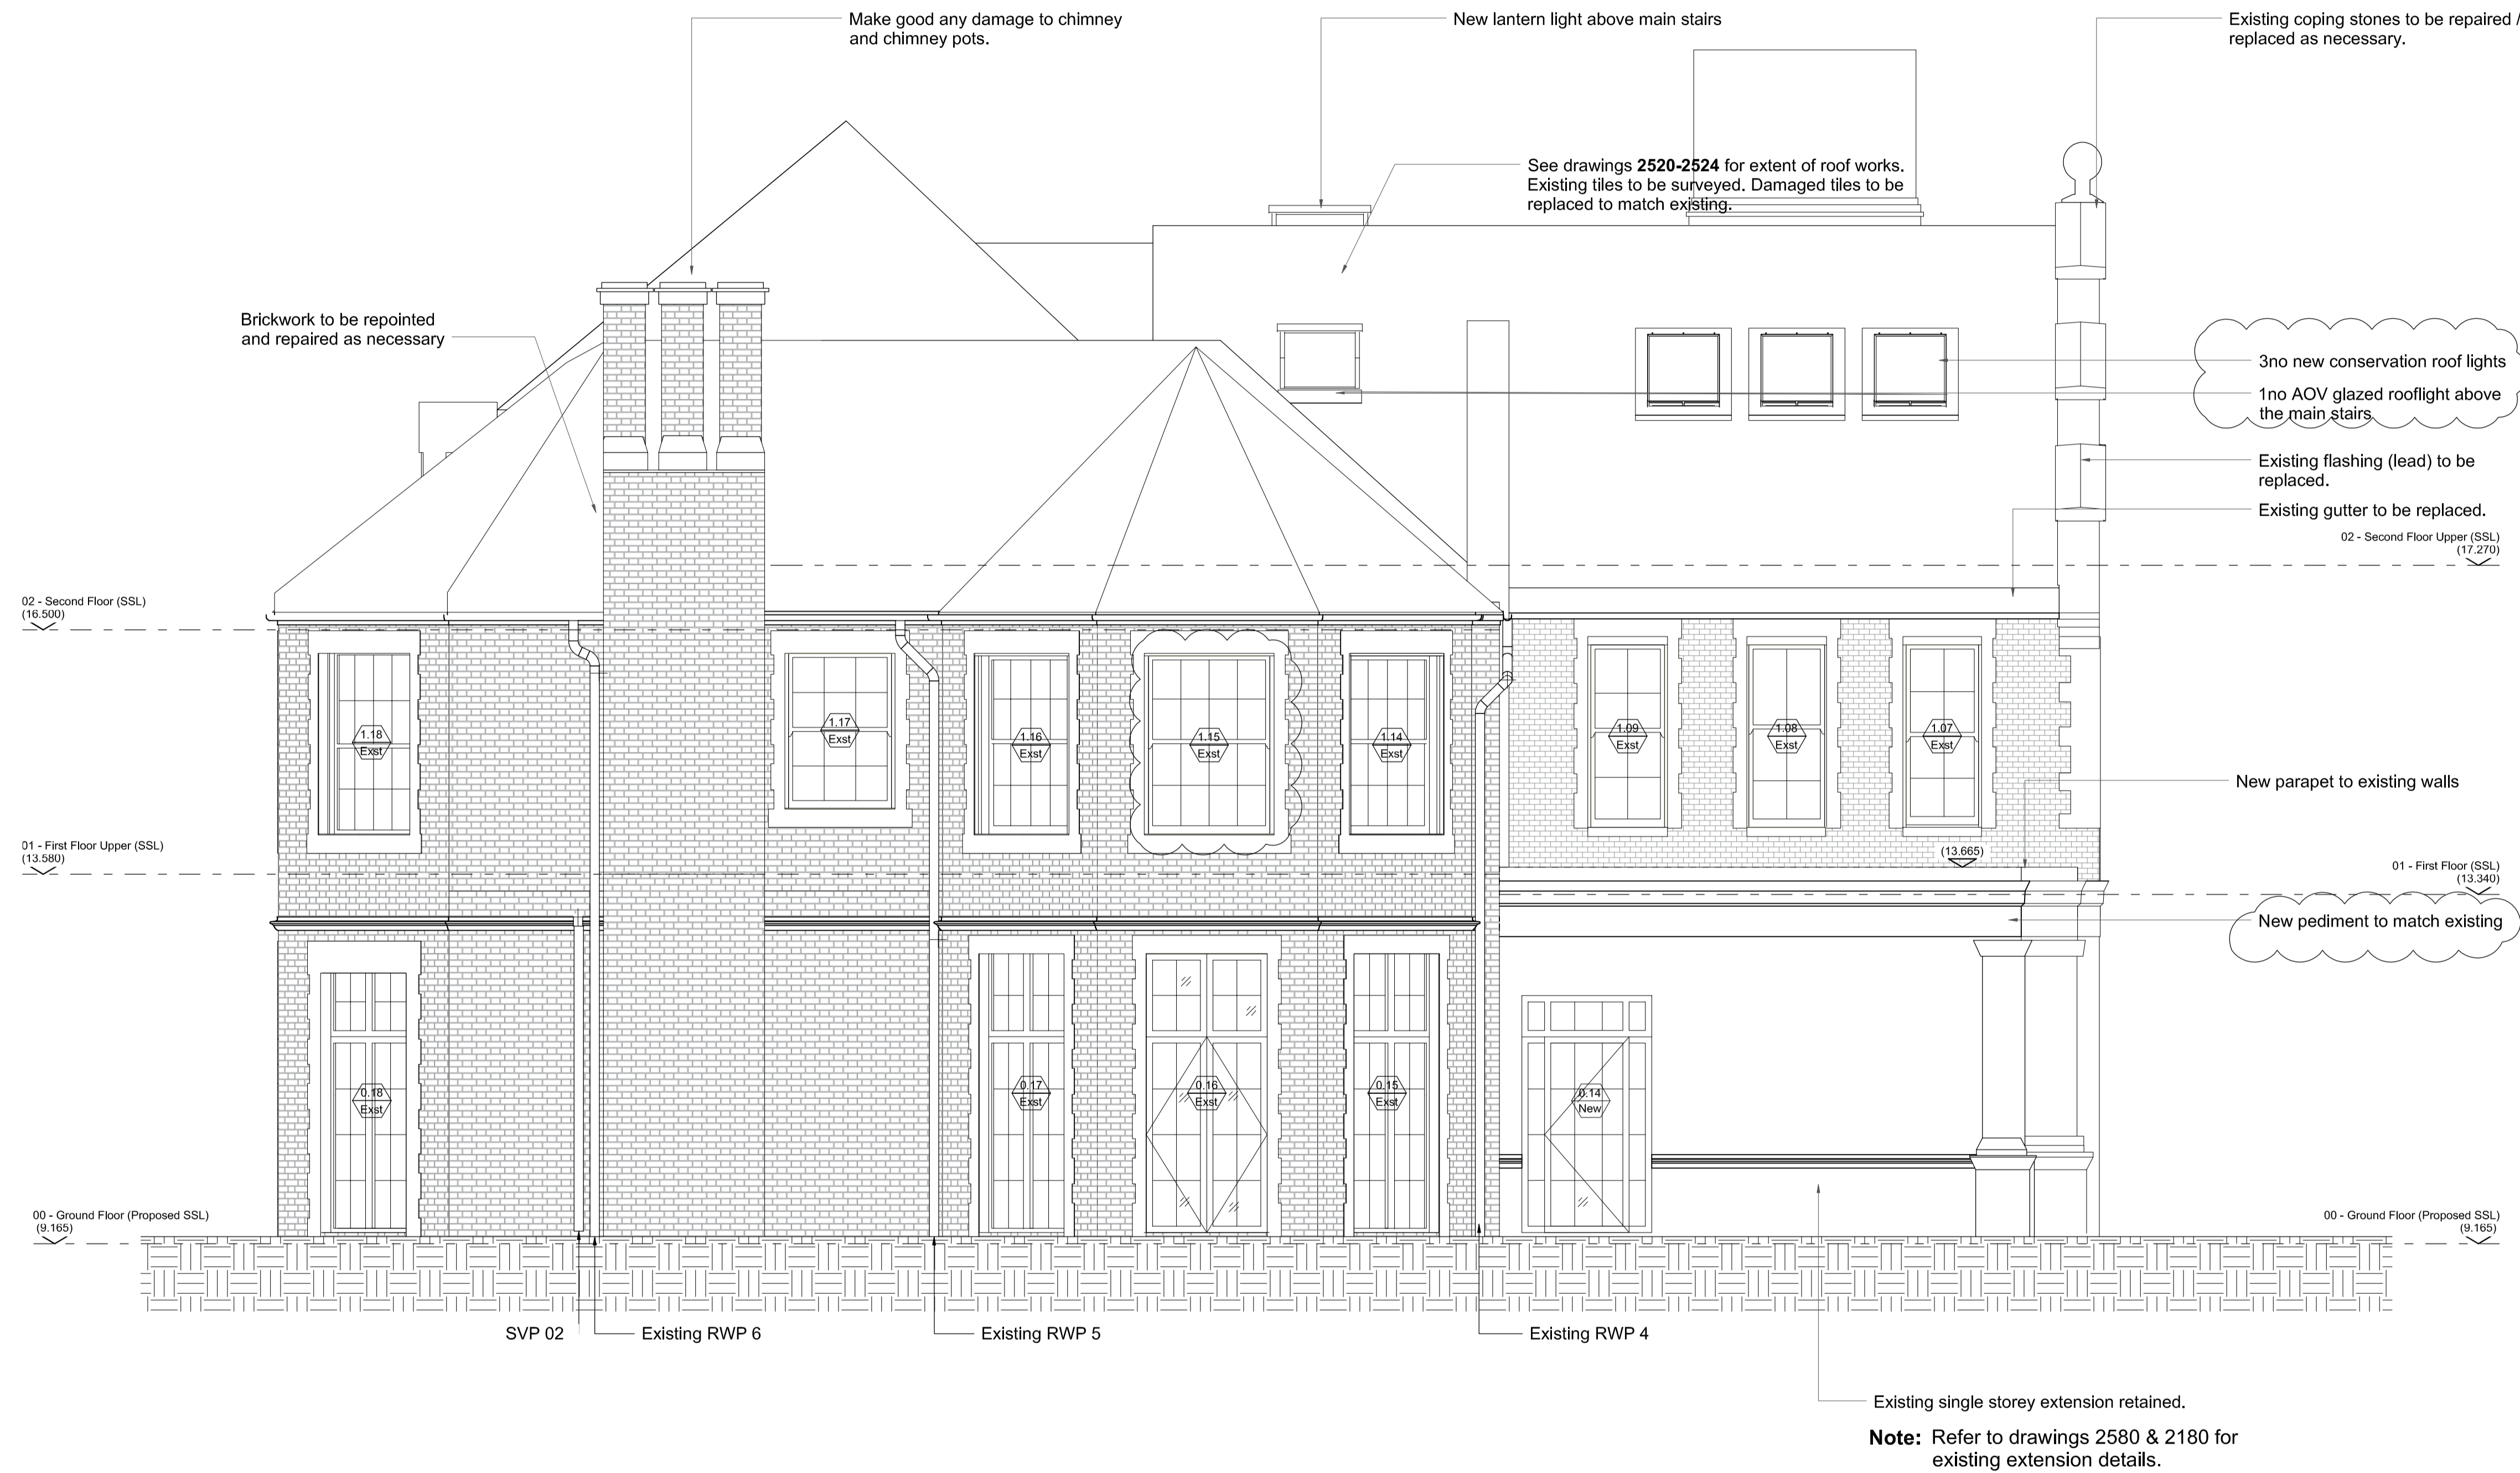 Make good any damage to chimney
and chimney pots.
New lantern light above main stairs
Existing coping stones to be repaired /
replaced as necessary.
See drawings 2520-2524 for extent of roof works.
Existing tiles to be surveyed. Damaged tiles to be
replaced to match existing.
Brickwork to be repointed
and repaired as necessary
3no new conservation roof lights
1no AOV glazed rooflight above
the main stairs
Existing flashing (lead) to be
replaced.
Existing gutter to be replaced.
02 - Second Floor Upper (SSL)
(17.270)
02 - Second Floor (SSL)
(16.500)
1.18
Exst
1.17
Exst
1.16
Exst
1.15
Exst
1.14
Exst
1.09
Exst
1.08
Exst
1.07
Exst
New parapet to existing walls
01 - First Floor Upper (SSL)
(13.580)
(13.665)
01 - First Floor (SSL)
(13.340)
New pediment to match existing
0.18
Exst
0.17
Exst
0.16
Exst
0.15
Exst
0.14
New
00 - Ground Floor (Proposed SSL)
(9.165)
00 - Ground Floor (Proposed SSL)
(9.165)
SVP 02
Existing RWP 6
Existing RWP 5
Existing RWP 4
Existing single storey extension retained.
Note: Refer to drawings 2580 & 2180 for
existing extension details.